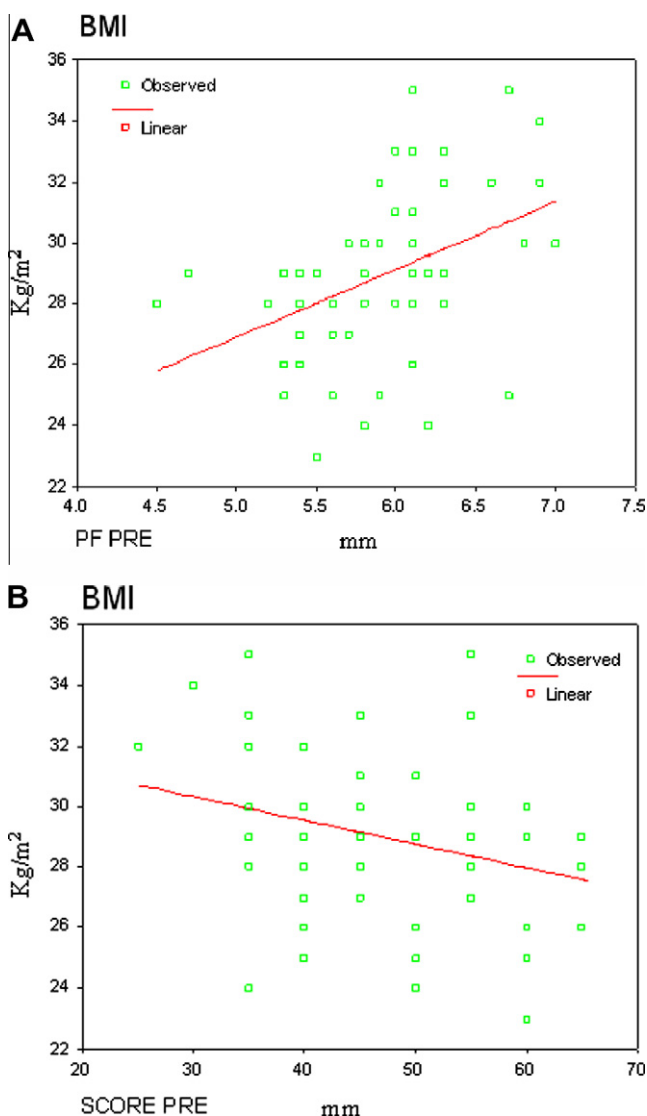 A BMI
36
Observed
Linear
34
32
30
28
26
24
22
Kg/m²
4.0 4.5 5.0 5.5 6.0 6.5 7.0 7.5
PF PRE mm
B BMI
36
Observed
Linear
34
32
30
28
26
24
22
Kg/m²
20 30 40 50 60 70
SCORE PRE mm